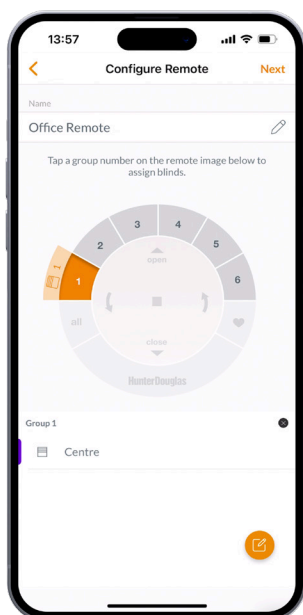 13:57
Configure Remote
Next
Name
Office Remote
Tap a group number on the remote image below to
assign blinds.
1
1
2
3
4
5
6
open
all
close
HunterDouglas
Group 1
Centre